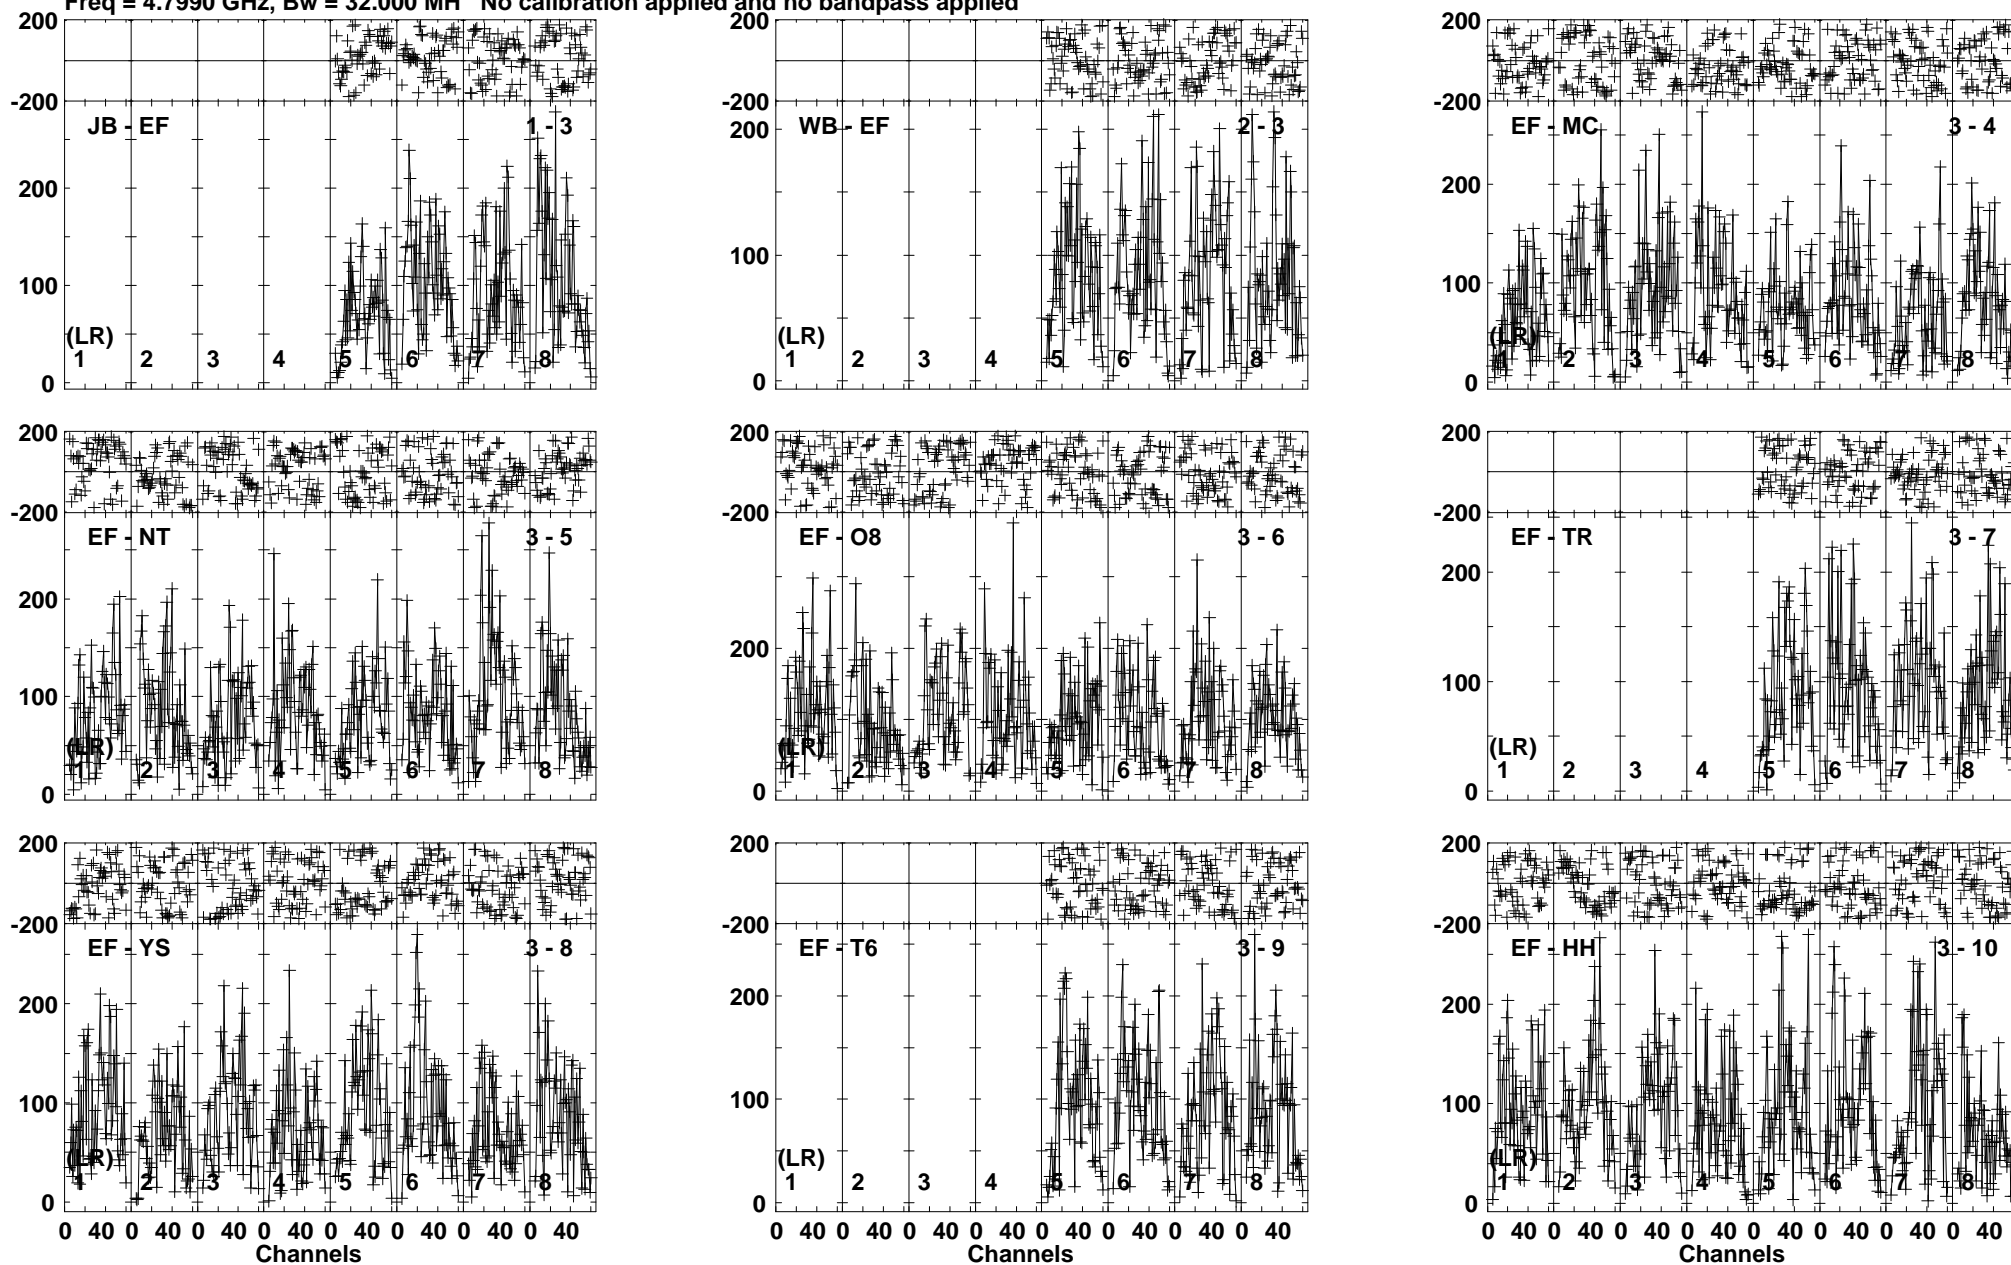 Freq = 4.7990 GHz, Bw = 32.000 MH No calibration applied and no bandpass applied
200
-200
JB - EF 1 - 3
200
100
0
(LR)
1 2 3 4 5 6 7 8
WB - EF 2 - 3
200
100
0
(LR)
1 2 3 4 5 6 7 8
200
-200
EF - MC 3 - 4
200
100
0
(LR)
1 2 3 4 5 6 7 8
200
-200
200
-200
EF - NT 3 - 5
200
100
0
(LR)
1 2 3 4 5 6 7 8
200
-200
EF - O8 3 - 6
200
0
(LR)
1 2 3 4 5 6 7 8
200
-200
EF - TR 3 - 7
200
100
0
(LR)
1 2 3 4 5 6 7 8
200
-200
EF - YS 3 - 8
200
100
0
(LR)
1 2 3 4 5 6 7 8
0 40 0 40 0 40 0 40 0 40 0 40 0 40 0 40
Channels
200
-200
EF - T6 3 - 9
200
100
0
(LR)
1 2 3 4 5 6 7 8
0 40 0 40 0 40 0 40 0 40 0 40 0 40 0 40
Channels
200
-200
EF - HH 3 - 10
200
100
0
(LR)
1 2 3 4 5 6 7 8
0 40 0 40 0 40 0 40 0 40 0 40 0 40 0 40
Channels